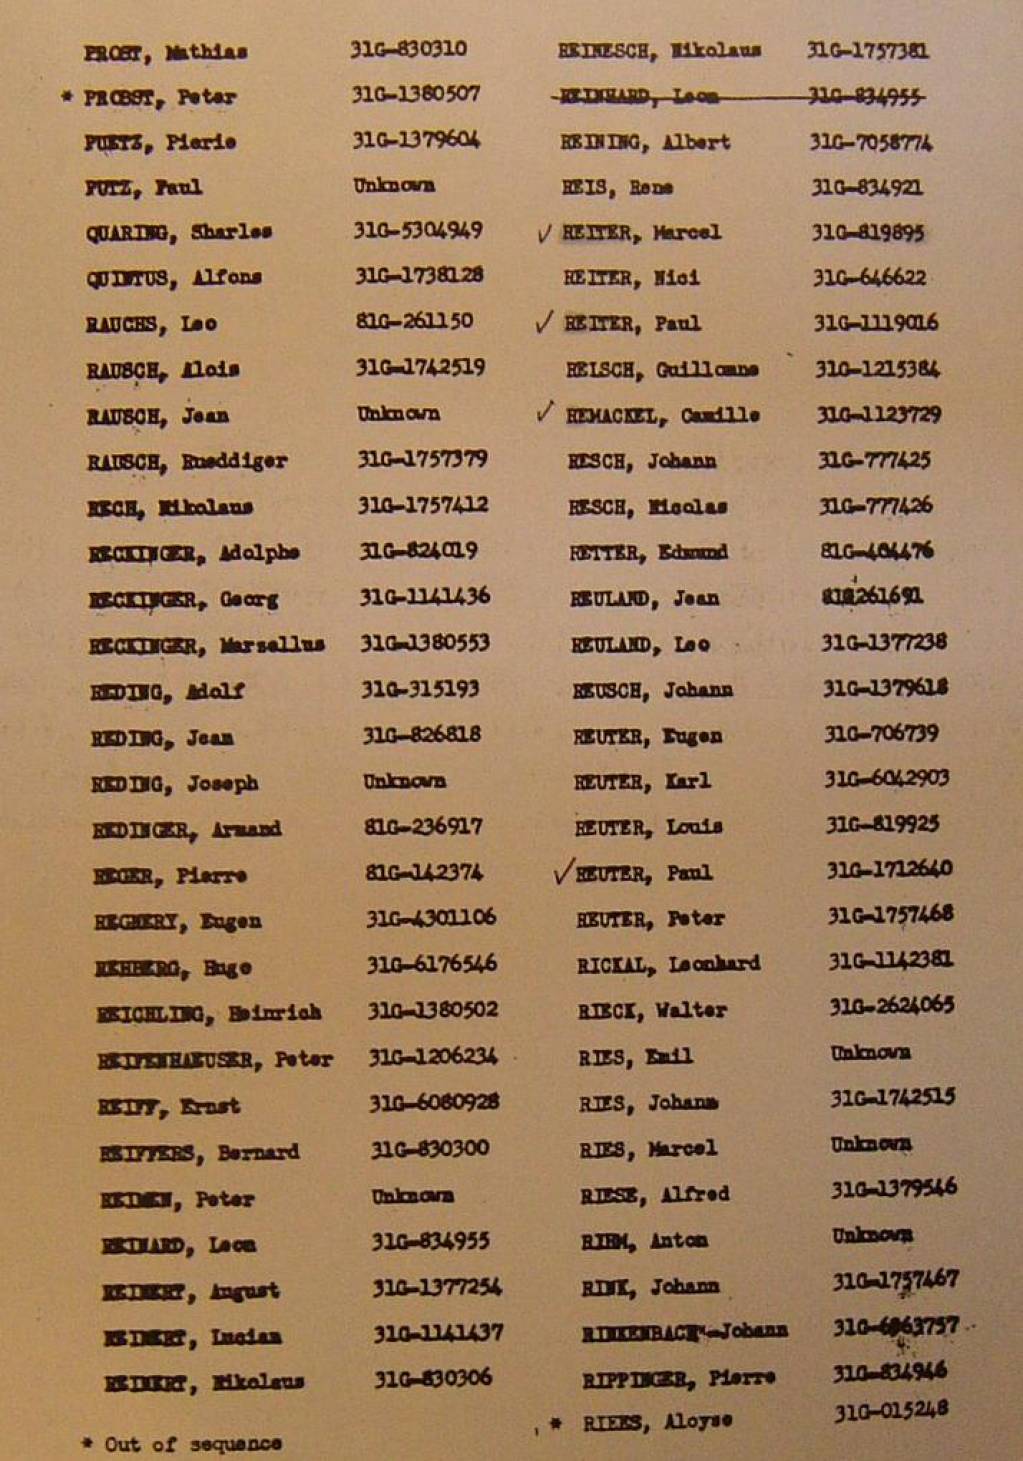 PROST, Mathias 31G-830310
* PROBST, Peter 31G-1380507
PUETZ, Pierie 31G-1379604
PUTZ, Paul Unknown
QUARING, Sharles 31G-5304949
QUINTUS, Alfons 31G-1738128
RAUCHS, Leo 81G-261150
RAUSCH, Alois 31G-1742519
RAUSCH, Jean Unknown
RAUSCH, Rueddiger 31G-1757379
RECH, Nikolaus 31G-1757412
RECKINGER, Adolphe 31G-824019
RECKINGER, Georg 31G-1141436
RECKINGER, Marsellus 31G-1380553
REDING, Adolf 31G-315193
REDING, Jean 31G-826818
REDING, Joseph Unknown
REDINGER, Armand 81G-236917
REGER, Pierre 81G-142374
REGNERY, Eugen 31G-4301106
REHBERG, Hugo 31G-6176546
REICHLING, Heinrich 31G-1380502
REIFENHAEUSER, Peter 31G-1206234
REIFF, Ernst 31G-6080928
REIFFERS, Bernard 31G-830300
REIMEN, Peter Unknown
REINARD, Leon 31G-834955
REINERT, August 31G-1377254
REINERT, Lucian 31G-1141437
REINERT, Nikolaus 31G-830306
* Out of sequence
REINESCH, Nikolaus 31G-1757381
REINHARD, Leon 31G-834955
REINING, Albert 31G-7058774
REIS, Rene 31G-834921
✓ REITER, Marcel 31G-819895
REITER, Nici 31G-646622
✓ REITER, Paul 31G-1119016
RELSCH, Guillomne 31G-1215384
✓ REMACKEL, Camille 31G-1123729
RESCH, Johann 31G-777425
RESCH, Nicolas 31G-777426
RETTER, Edmund 81G-404476
REULAND, Jean
REULAND, Leo 31G-1377238
REUSCH, Johann 31G-1379618
REUTER, Eugen 31G-706739
REUTER, Karl 31G-6042903
REUTER, Louis 31G-819925
✓ REUTER, Paul 31G-1712640
REUTER, Peter 31G-1757468
RICKAL, Leonhard 31G-1142381
RIECK, Walter 31G-2624065
RIES, Emil Unknown
RIES, Johann 31G-1742515
RIES, Marcel Unknown
RIESE, Alfred 31G-1379546
RIHM, Anton Unknown
RINK, Johann 31G-1757467
RINKENBACH-Johann
RIPPINGER, Pierre 31G-834946
* RIEES, Aloyse 31G-015248